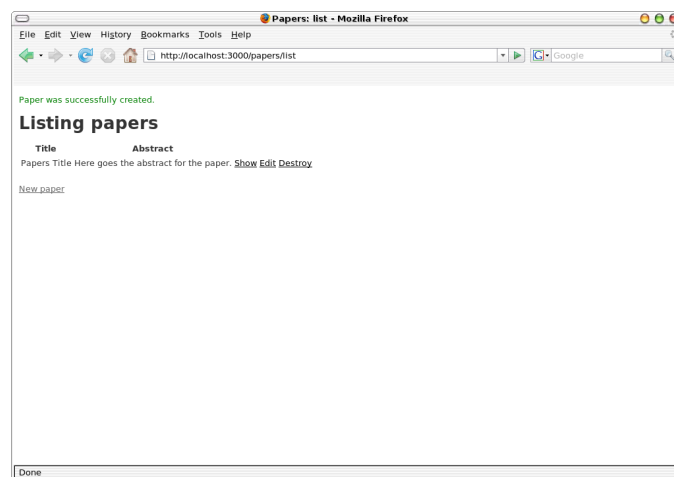 Papers: list - Mozilla Firefox
File Edit View History Bookmarks Tools Help
http://localhost:3000/papers/list
G Google
Paper was successfully created.
Listing papers
Title Abstract
Papers Title Here goes the abstract for the paper. Show Edit Destroy
New paper
Done